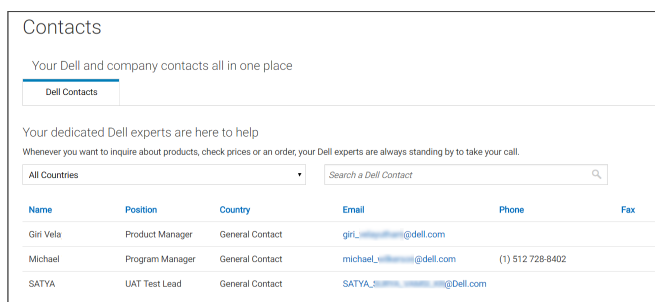 Contacts
Your Dell and company contacts all in one place
Dell Contacts
Your dedicated Dell experts are here to help
Whenever you want to inquire about products, check prices or an order, your Dell experts are always standing by to take your call.
All Countries Search a Dell Contact
Name Position Country Email Phone Fax
Giri Vela Product Manager General Contact giri_ @dell.com
Michael Program Manager General Contact michael_ @dell.com (1) 512 728-8402
SATYA UAT Test Lead General Contact SATYA_ @Dell.com